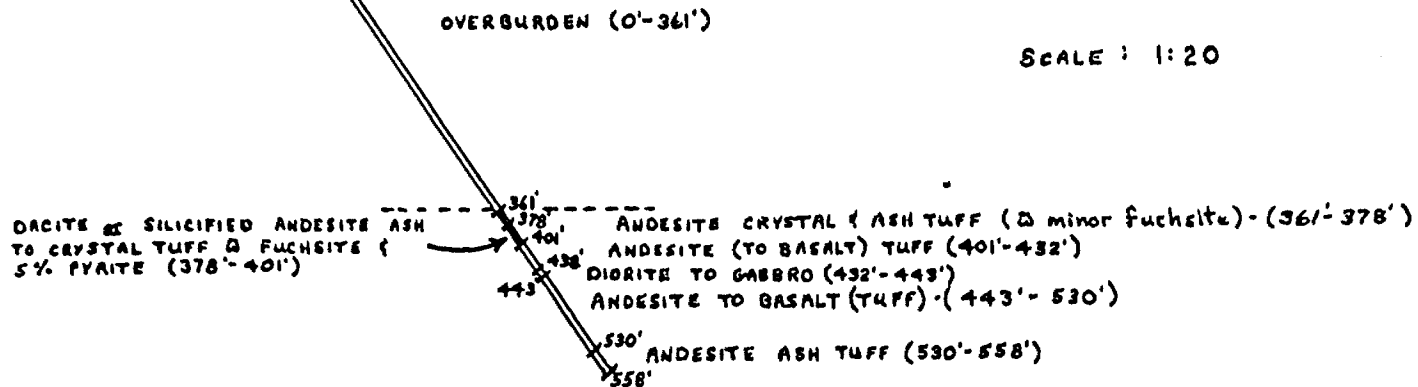 OVERBURDEN (0'-361')
SCALE : 1:20
DACITE or SILICIFIED ANDESITE ASH
TO CRYSTAL TUFF & FUCHSITE &
5% PYRITE (378'-401')
361'
378'
401'
438'
443'
530'
558'
ANDESITE CRYSTAL & ASH TUFF ( minor fuchsite) - (361'-378')
ANDESITE (TO BASALT) TUFF (401'-432')
DIORITE TO GABBRO (432'-443')
ANDESITE TO BASALT (TUFF) - (443'- 530')
ANDESITE ASH TUFF (530'-558')